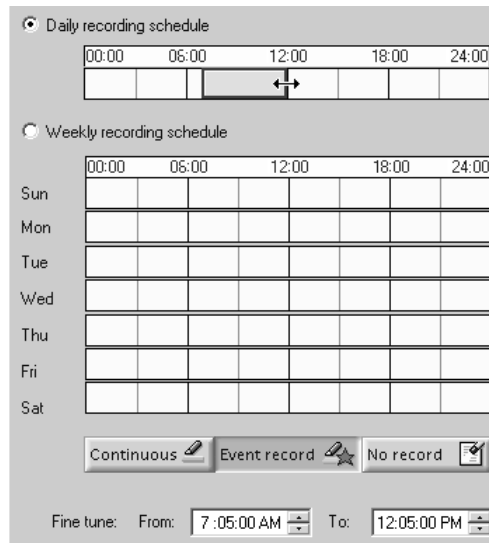 Daily recording schedule
00:00 06:00 12:00 18:00 24:00
Weekly recording schedule
00:00 06:00 12:00 18:00 24:00
Sun
Mon
Tue
Wed
Thu
Fri
Sat
Continuous Event record No record
Fine tune: From: 7 :05:00 AM To: 12:05:00 PM